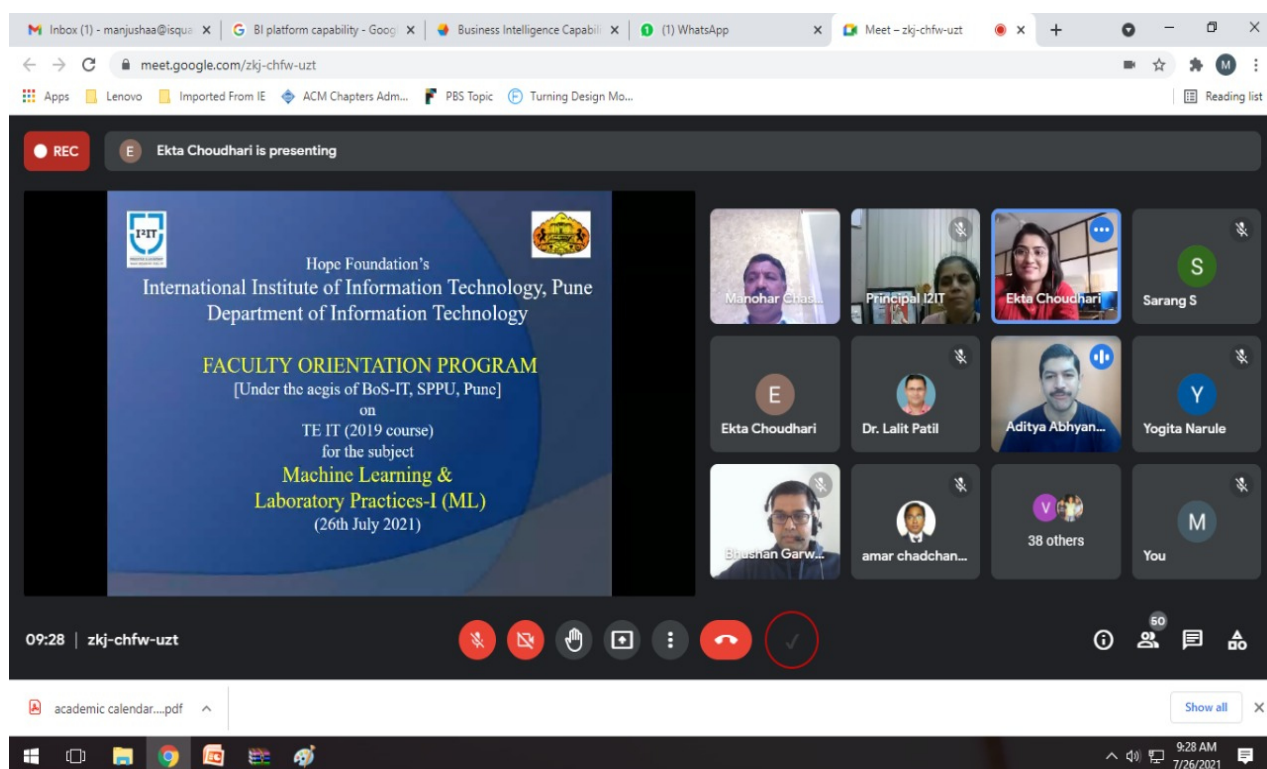 Inbox (1) - manjushaa@isqua
BI platform capability - Goog
Business Intelligence Capabili
(1) WhatsApp
Meet – zkj-chfw-uzt
meet.google.com/zkj-chfw-uzt
M
Apps
Lenovo
Imported From IE
ACM Chapters Adm...
PBS Topic
Turning Design Mo...
Reading list
REC
E
Ekta Choudhari is presenting
I²IT
Hope Foundation's
International Institute of Information Technology, Pune
Department of Information Technology
FACULTY ORIENTATION PROGRAM
[Under the aegis of BoS-IT, SPPU, Pune]
on
TE IT (2019 course)
for the subject
Machine Learning &
Laboratory Practices-I (ML)
(26th July 2021)
Manohar Chas...
Principal I2IT
Ekta Choudhari
S
Sarang S
E
Ekta Choudhari
Dr. Lalit Patil
Aditya Abhyan...
Y
Yogita Narule
Bhushan Garw...
amar chadchan...
V
38 others
M
You
09:28 | zkj-chfw-uzt
50
academic calendar....pdf
Show all
9:28 AM
7/26/2021